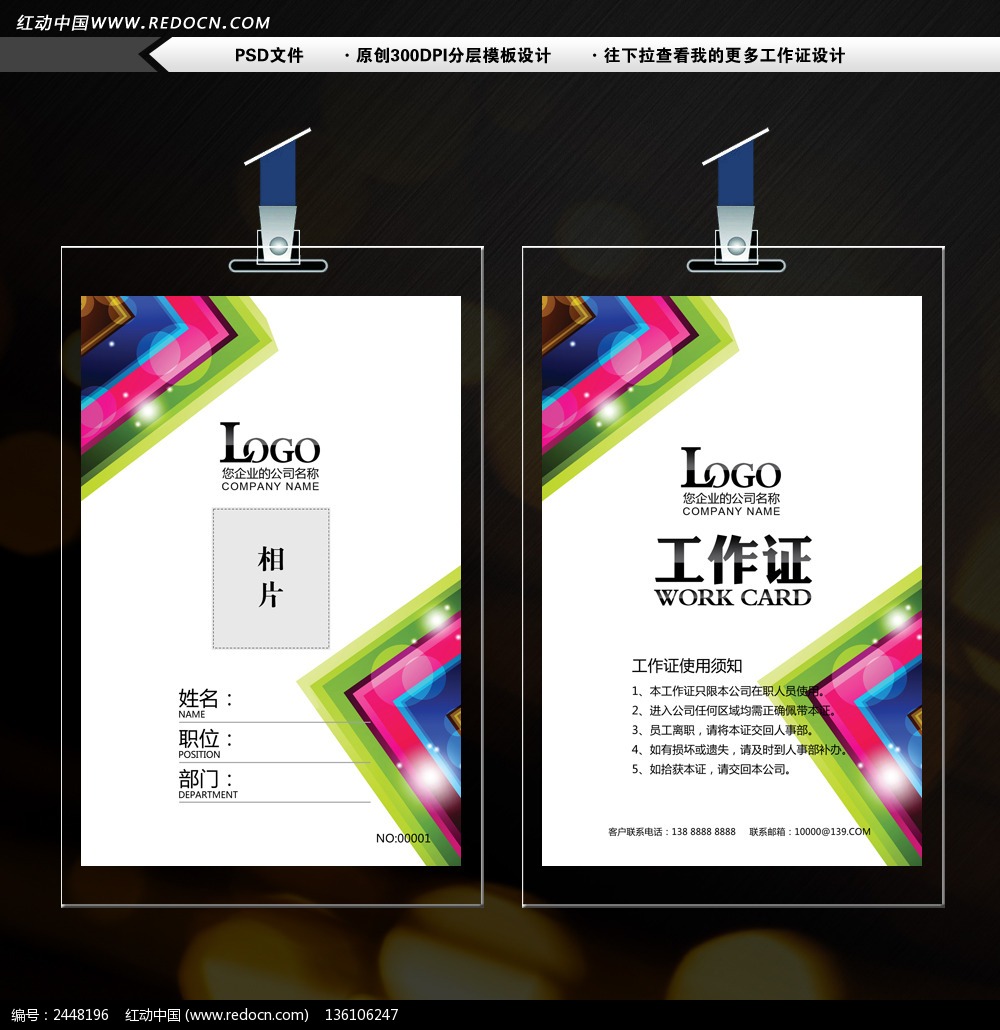 红动中国WWW.REDOCN.COM
PSD文件 · 原创300DPI分层模板设计 · 往下拉查看我的更多工作证设计
LOGO
您企业的公司名称
COMPANY NAME
相
片
姓名：
NAME
职位：
POSITION
部门：
DEPARTMENT
NO:00001
LOGO
您企业的公司名称
COMPANY NAME
工作证
WORK CARD
工作证使用须知
1、本工作证只限本公司在职人员使用。
2、进入公司任何区域均需正确佩带本证。
3、员工离职，请将本证交回人事部。
4、如有损坏或遗失，请及时到人事部补办。
5、如拾获本证，请交回本公司。
客户联系电话：138 8888 8888 联系邮箱：10000@139.COM
编号：2448196 红动中国 (www.redocn.com) 136106247